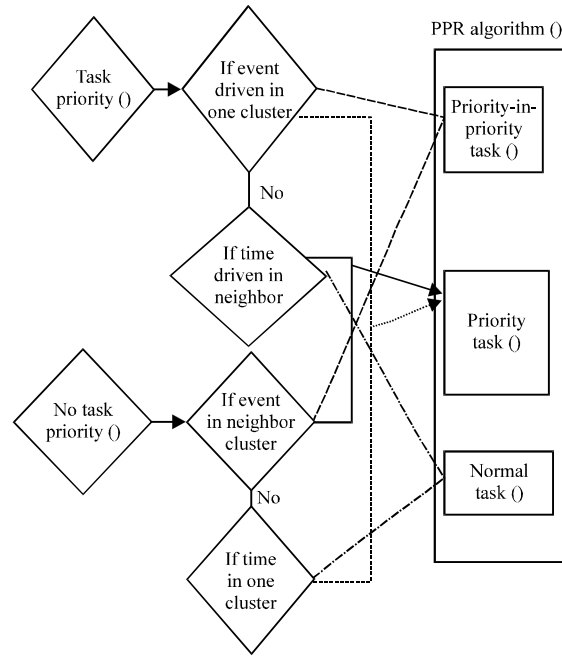 PPR algorithm ()
Task
priority ()
If event
driven in
one cluster
Priority-in-
priority
task ()
No
If time
driven in
neighbor
Priority
task ()
No task
priority ()
If event
in neighbor
cluster
Normal
task ()
No
If time
in one
cluster